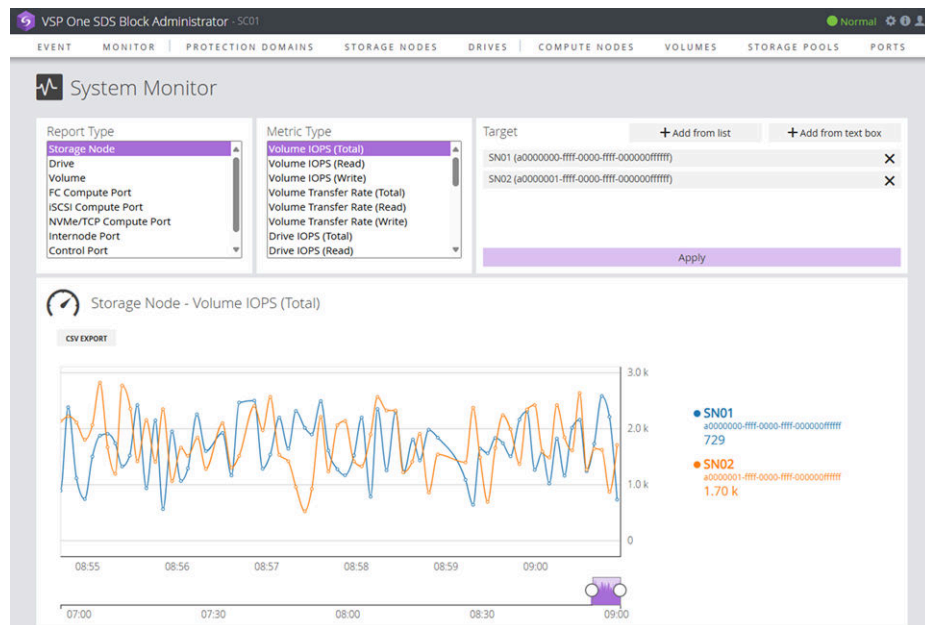 VSP One SDS Block Administrator - SC01
Normal
EVENT MONITOR PROTECTION DOMAINS STORAGE NODES DRIVES COMPUTE NODES VOLUMES STORAGE POOLS PORTS
System Monitor
Report Type
Storage Node
Drive
Volume
FC Compute Port
iSCSI Compute Port
NVMe/TCP Compute Port
Internode Port
Control Port
Metric Type
Volume IOPS (Total)
Volume IOPS (Read)
Volume IOPS (Write)
Volume Transfer Rate (Total)
Volume Transfer Rate (Read)
Volume Transfer Rate (Write)
Drive IOPS (Total)
Drive IOPS (Read)
Target
+ Add from list
+ Add from text box
SN01 (a0000000-ffff-0000-ffff-000000ffffff)
SN02 (a0000001-ffff-0000-ffff-000000ffffff)
Apply
Storage Node - Volume IOPS (Total)
CSV EXPORT
3.0 k
2.0 k
1.0 k
0
08:55 08:56 08:57 08:58 08:59 09:00
07:00 07:30 08:00 08:30 09:00
SN01
a0000000-ffff-0000-ffff-000000ffffff
729
SN02
a0000001-ffff-0000-ffff-000000ffffff
1.70 k